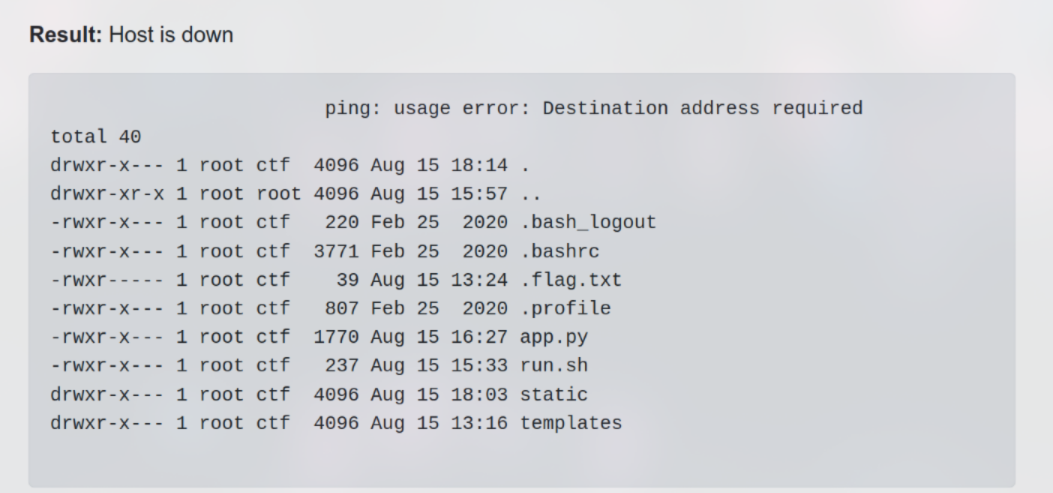 Result: Host is down
ping: usage error: Destination address required
total 40
drwxr-x--- 1 root ctf  4096 Aug 15 18:14 .
drwxr-xr-x 1 root root 4096 Aug 15 15:57 ..
-rwxr-x--- 1 root ctf   220 Feb 25  2020 .bash_logout
-rwxr-x--- 1 root ctf  3771 Feb 25  2020 .bashrc
-rwxr----- 1 root ctf    39 Aug 15 13:24 .flag.txt
-rwxr-x--- 1 root ctf   807 Feb 25  2020 .profile
-rwxr-x--- 1 root ctf  1770 Aug 15 16:27 app.py
-rwxr-x--- 1 root ctf   237 Aug 15 15:33 run.sh
drwxr-x--- 1 root ctf  4096 Aug 15 18:03 static
drwxr-x--- 1 root ctf  4096 Aug 15 13:16 templates